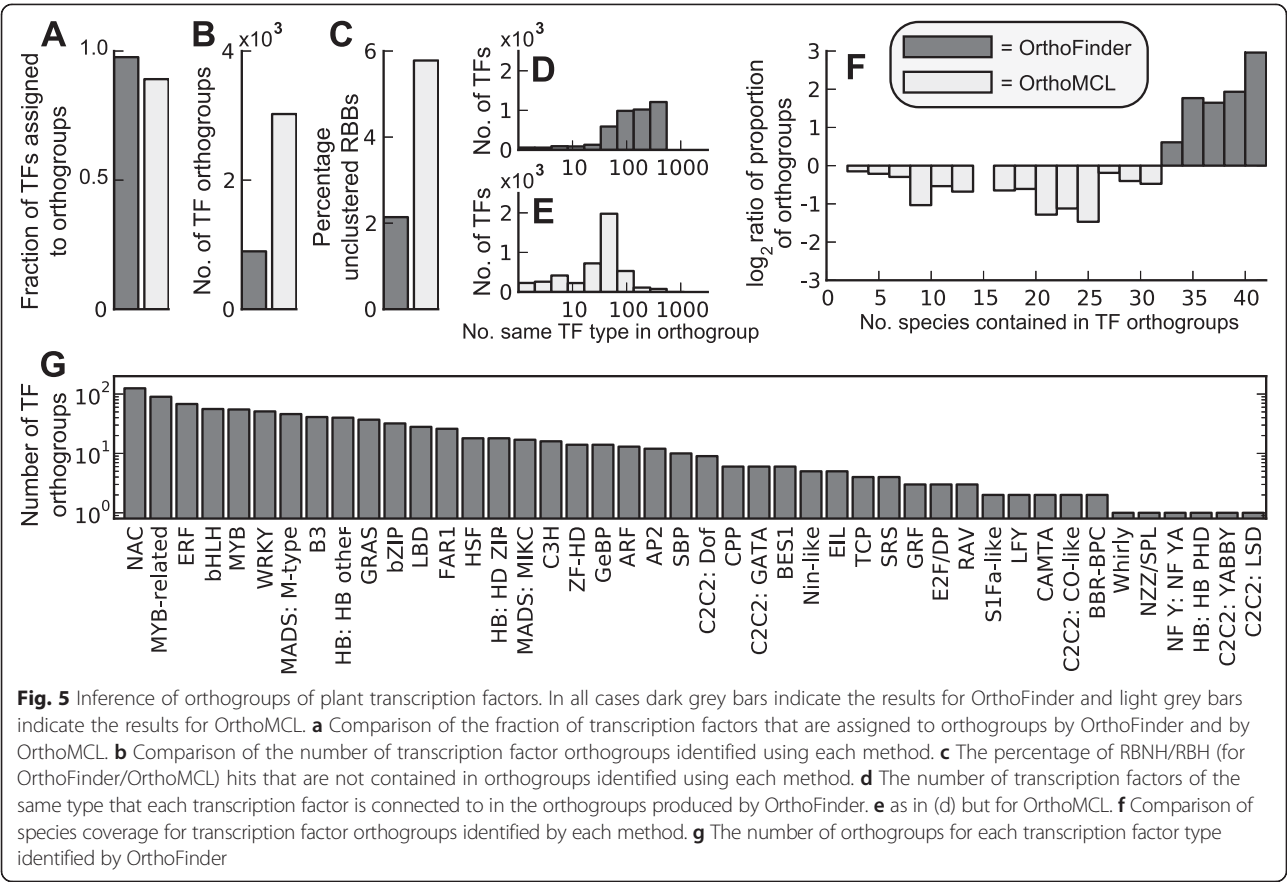 A
Fraction of TFs assigned
to orthogroups
1.0
0.5
0
B
×10³
No. of TF orthogroups
4
2
0
C
Percentage
unclustered RBBs
6
4
2
0
D
×10³
No. of TFs
2
1
0
10 100 1000
E
×10³
No. of TFs
2
1
0
10 100 1000
No. same TF type in orthogroup
F
= OrthoFinder
= OrthoMCL
log₂ ratio of proportion
of orthogroups
3
2
1
0
-1
-2
-3
0 5 10 15 20 25 30 35 40
No. species contained in TF orthogroups
G
Number of TF
orthogroups
10²
10¹
10⁰
NAC
MYB-related
ERF
bHLH
MYB
WRKY
MADS: M-type
B3
HB: HB other
GRAS
bZIP
LBD
FAR1
HSF
HB: HD ZIP
MADS: MIKC
C3H
ZF-HD
GeBP
ARF
AP2
SBP
C2C2: Dof
CPP
C2C2: GATA
BES1
Nin-like
EIL
TCP
SRS
GRF
E2F/DP
RAV
S1Fa-like
LFY
CAMTA
C2C2: CO-like
BBR-BPC
Whirly
NZZ/SPL
NF Y: NF YA
HB: HB PHD
C2C2: YABBY
C2C2: LSD
Fig. 5 Inference of orthogroups of plant transcription factors. In all cases dark grey bars indicate the results for OrthoFinder and light grey bars
indicate the results for OrthoMCL. a Comparison of the fraction of transcription factors that are assigned to orthogroups by OrthoFinder and by
OrthoMCL. b Comparison of the number of transcription factor orthogroups identified using each method. c The percentage of RBNH/RBH (for
OrthoFinder/OrthoMCL) hits that are not contained in orthogroups identified using each method. d The number of transcription factors of the
same type that each transcription factor is connected to in the orthogroups produced by OrthoFinder. e as in (d) but for OrthoMCL. f Comparison of
species coverage for transcription factor orthogroups identified by each method. g The number of orthogroups for each transcription factor type
identified by OrthoFinder